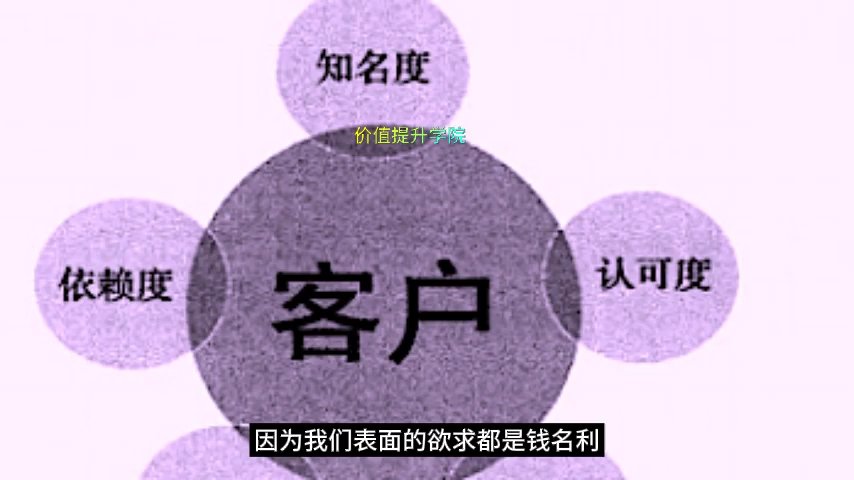 知名度
价值提升学院
依赖度
认可度
客户
因为我们表面的欲求都是钱名利